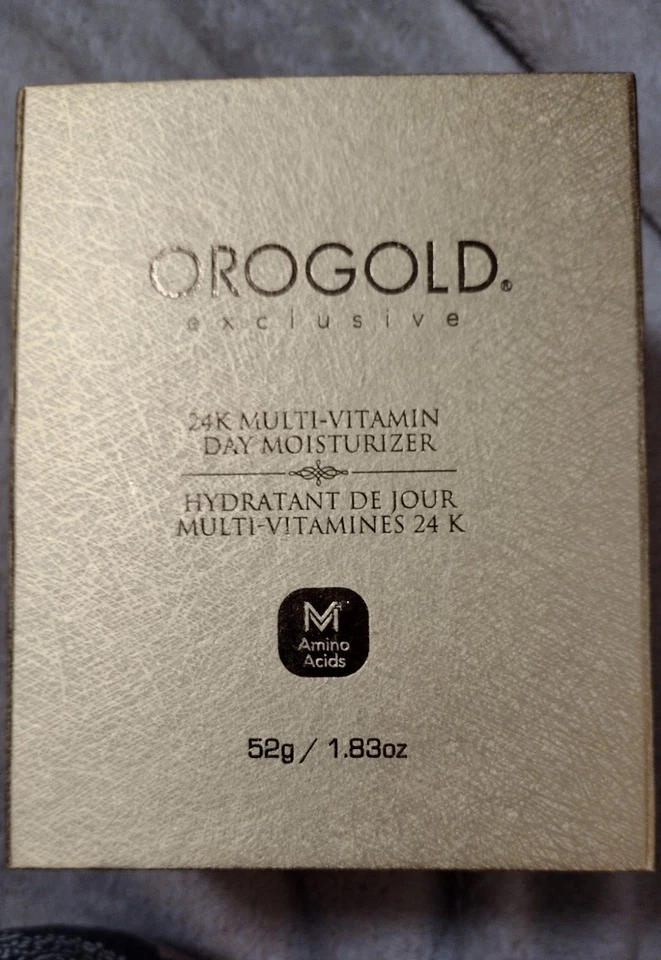 OROGOLD®
exclusive
24K MULTI-VITAMIN
DAY MOISTURIZER
HYDRATANT DE JOUR
MULTI-VITAMINES 24 K
M
Amino
Acids
52g / 1.83oz